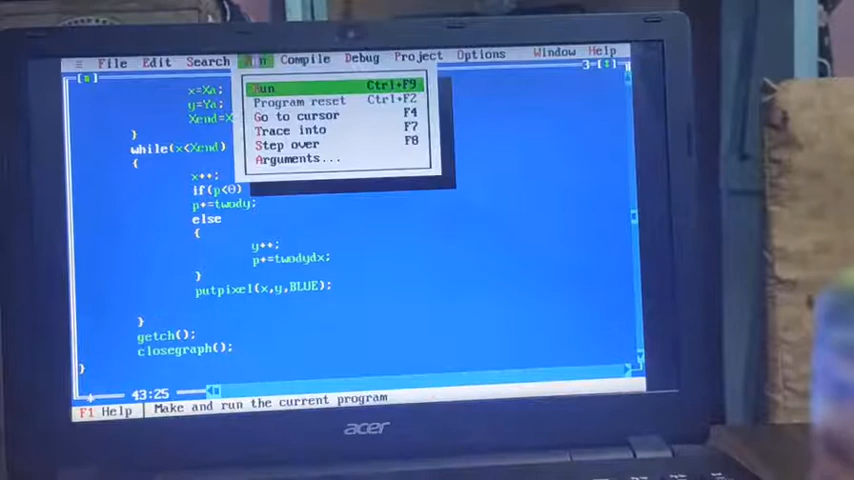 ≡ File Edit Search Run Compile Debug Project Options Window Help
[■] 3=[↕]
Run Ctrl+F9
Program reset Ctrl+F2
Go to cursor F4
Trace into F7
Step over F8
Arguments...
x=Xa;
y=Ya;
Xend=X
}
while(x<Xend)
{
x++;
if(p<0)
p+=twody;
else
{
y++;
p+=twodydx;
}
putpixel(x,y,BLUE);
}
getch();
closegraph();
}
43:25
F1 Help Make and run the current program
acer